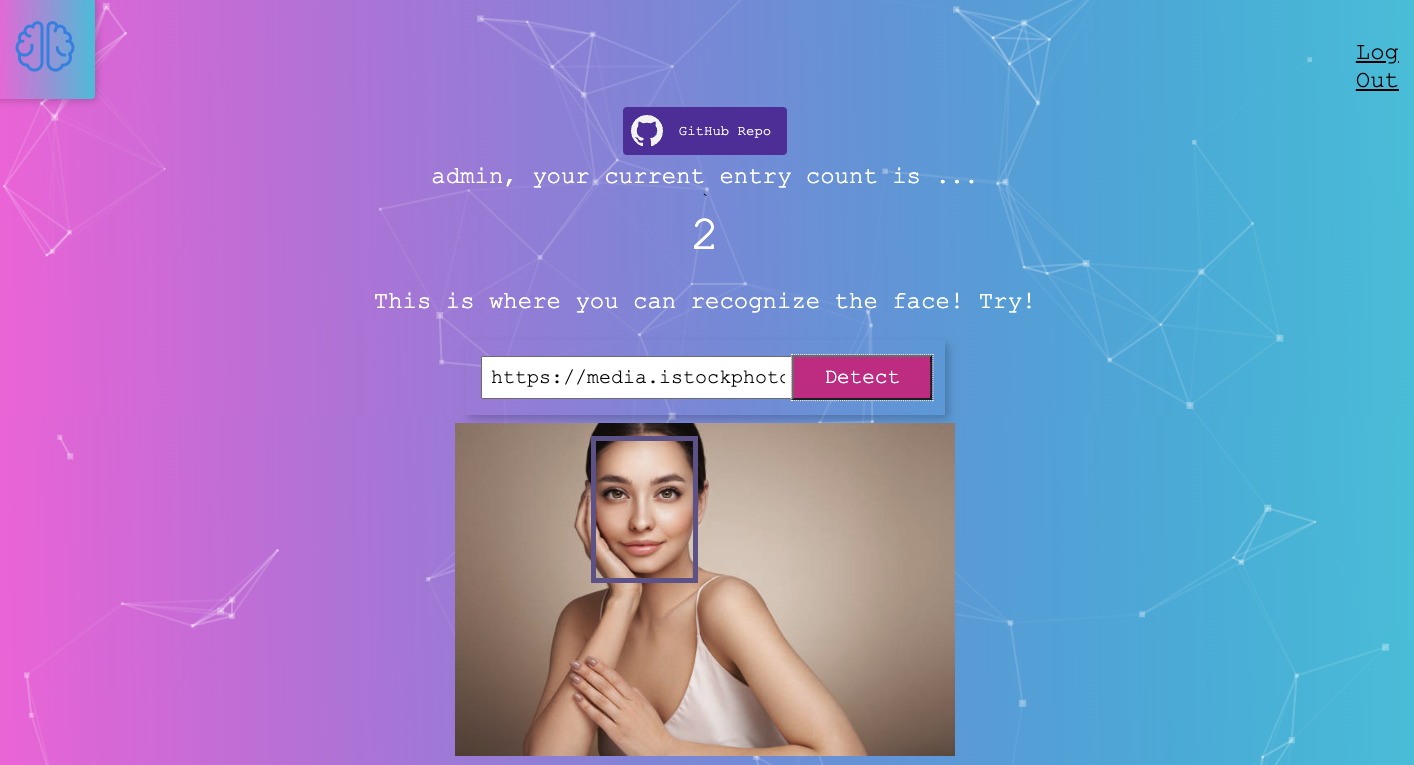 Log
Out
GitHub Repo
admin, your current entry count is ...
`
2
This is where you can recognize the face! Try!
https://media.istockphoto
Detect